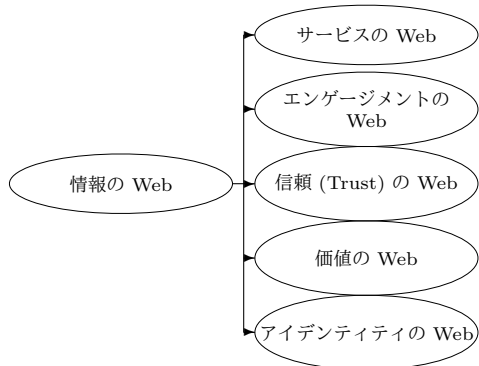 サービスの Web
エンゲージメントの
Web
情報の Web
信頼 (Trust) の Web
価値の Web
アイデンティティの Web